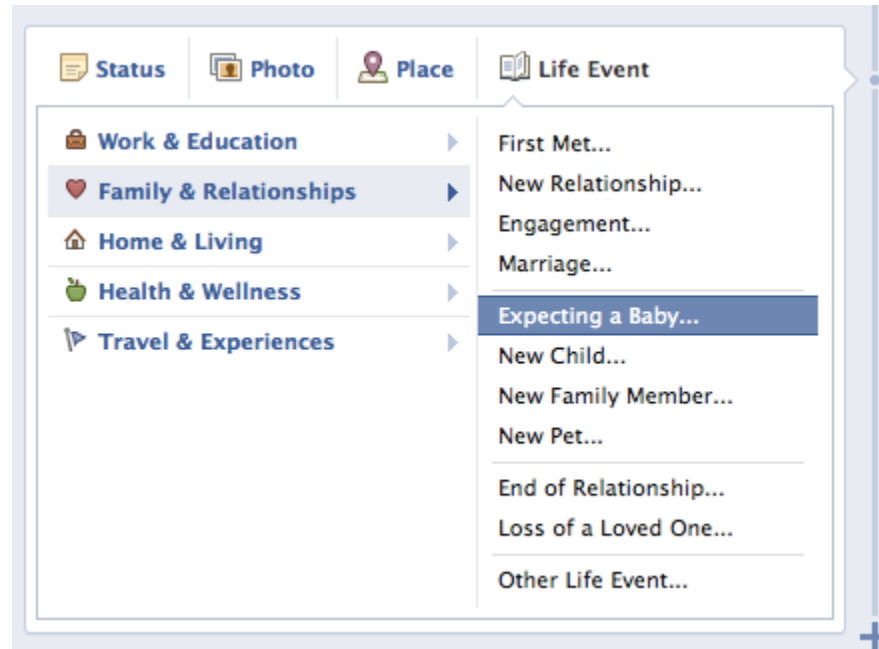 Status Photo Place Life Event
Work & Education
Family & Relationships
Home & Living
Health & Wellness
Travel & Experiences
First Met...
New Relationship...
Engagement...
Marriage...
Expecting a Baby...
New Child...
New Family Member...
New Pet...
End of Relationship...
Loss of a Loved One...
Other Life Event...